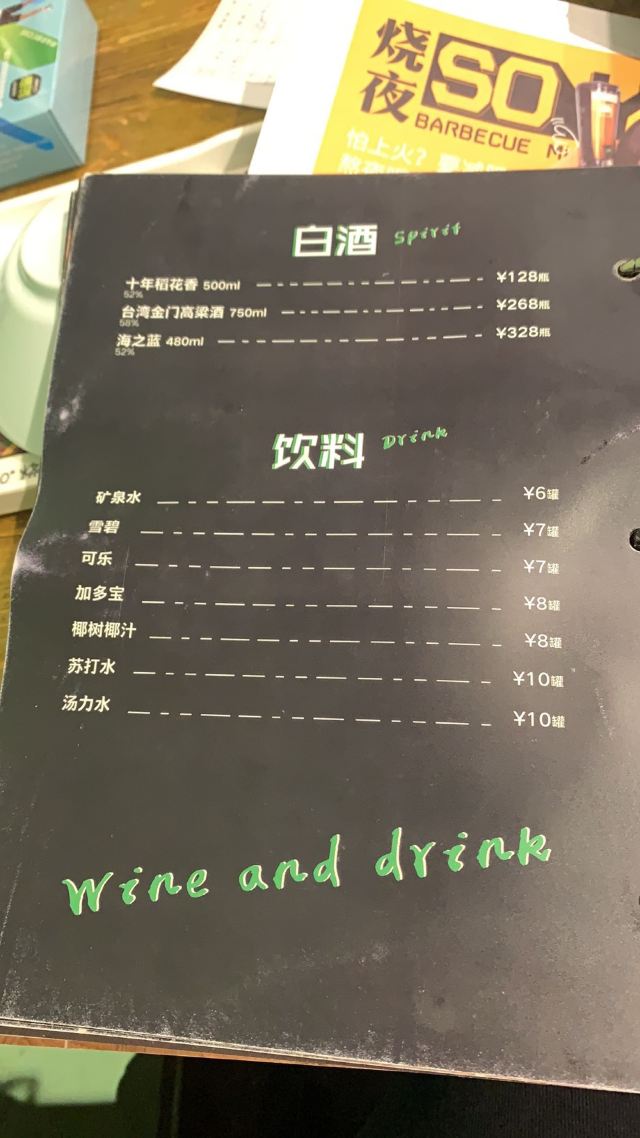 烧 SO
夜
BARBECUE
怕上火？
白酒 Spirit
十年稻花香 500ml ¥128瓶
52%
台湾金门高粱酒 750ml ¥268瓶
58%
海之蓝 480ml ¥328瓶
52%
饮料 Drink
矿泉水 ¥6罐
雪碧 ¥7罐
可乐 ¥7罐
加多宝 ¥8罐
椰树椰汁 ¥8罐
苏打水 ¥10罐
汤力水 ¥10罐
Wine and drink